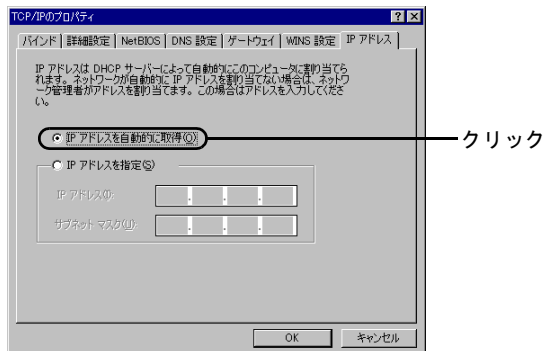 TCP/IPのプロパティ
バインド 詳細設定 NetBIOS DNS 設定 ゲートウェイ WINS 設定 IP アドレス
IP アドレスは DHCP サーバーによって自動的にこのコンピュータに割り当てら
れます。ネットワークが自動的に IP アドレスを割り当てない場合は、ネットワ
ーク管理者がアドレスを割り当てます。この場合はアドレスを入力してくださ
い。
IP アドレスを自動的に取得(O)
クリック
IP アドレスを指定(S)
IP アドレス(I):
サブネット マスク(U):
OK キャンセル